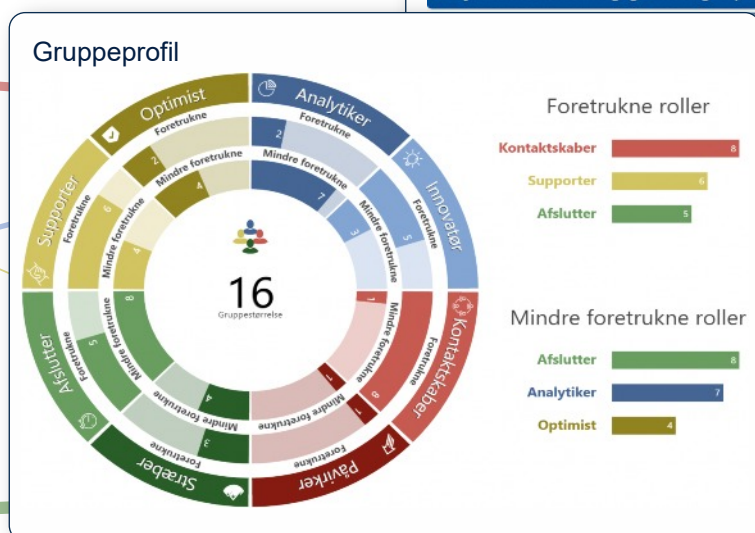 Gruppeprofil
Optimist
Foretrukne
2
Mindre foretrukne
4
Analytiker
Foretrukne
2
Mindre foretrukne
7
Innovatør
Foretrukne
5
Mindre foretrukne
3
Kontaktskaber
Foretrukne
8
Mindre foretrukne
1
Påvirker
Foretrukne
1
Mindre foretrukne
1
Stræber
Foretrukne
3
Mindre foretrukne
4
Afslutter
Foretrukne
5
Mindre foretrukne
8
Supporter
Foretrukne
6
Mindre foretrukne
4
16
Gruppestørrelse
Foretrukne roller
Kontaktskaber 8
Supporter 6
Afslutter 5
Mindre foretrukne roller
Afslutter 8
Analytiker 7
Optimist 4